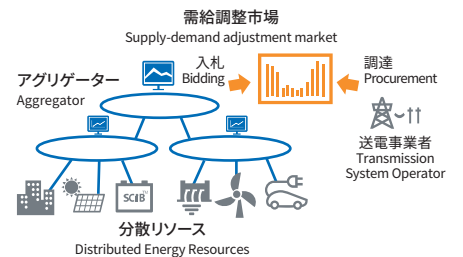 需給調整市場
Supply-demand adjustment market
入札
Bidding
調達
Procurement
アグリゲーター
Aggregator
送電事業者
Transmission
System Operator
SCiB™
分散リソース
Distributed Energy Resources